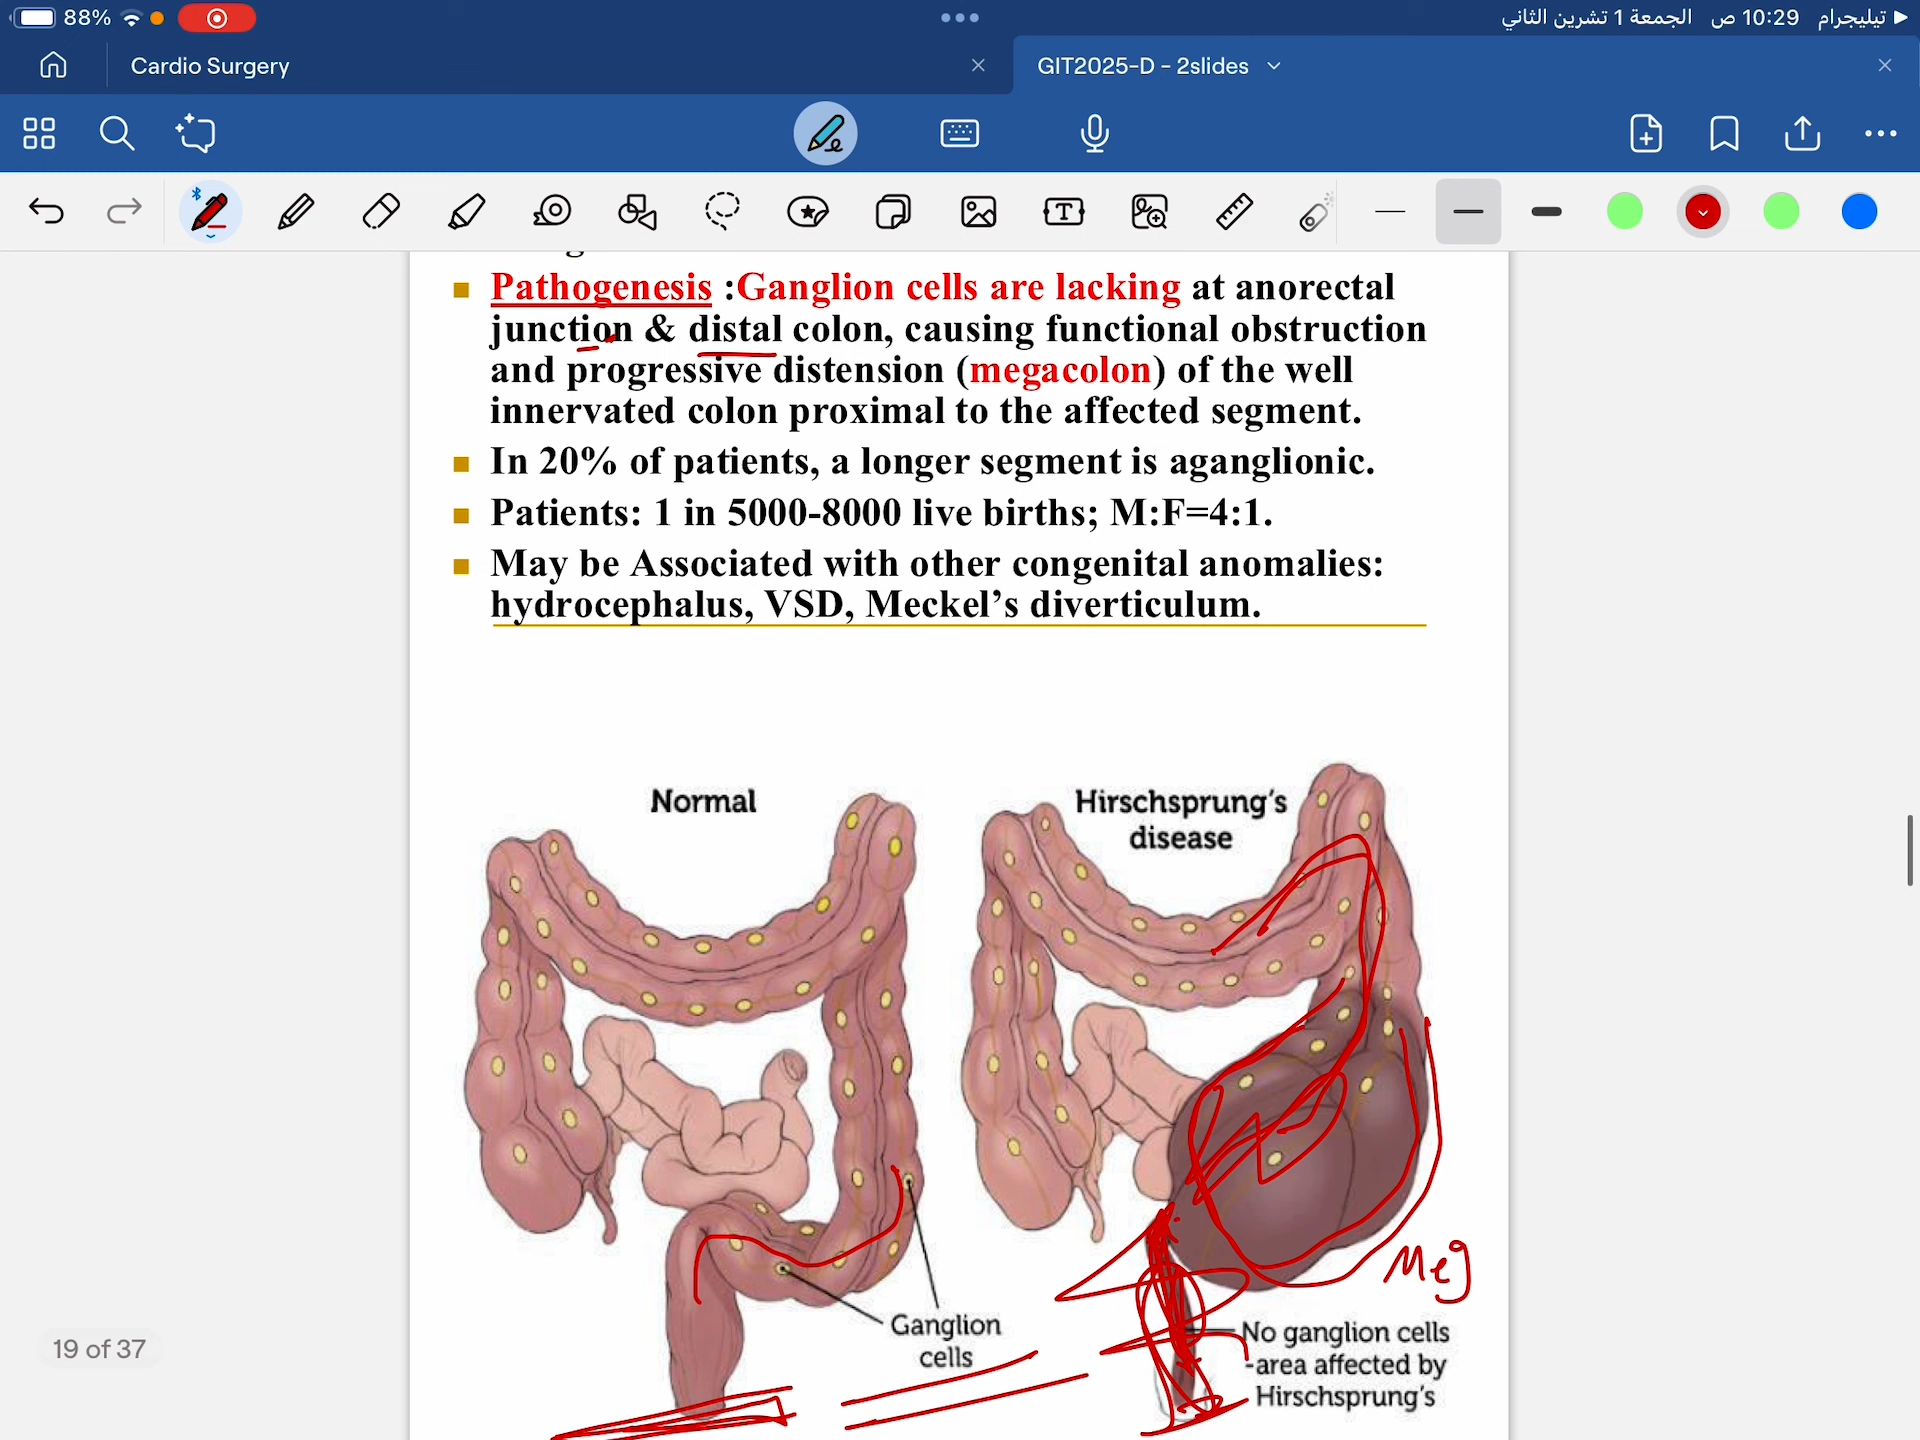 88%
الجمعة 1 تشرين الثاني 10:29 ص تيليجرام
Cardio Surgery
GIT2025-D - 2slides
Pathogenesis :Ganglion cells are lacking at anorectal
junction & distal colon, causing functional obstruction
and progressive distension (megacolon) of the well
innervated colon proximal to the affected segment.
In 20% of patients, a longer segment is aganglionic.
Patients: 1 in 5000-8000 live births; M:F=4:1.
May be Associated with other congenital anomalies:
hydrocephalus, VSD, Meckel’s diverticulum.
Normal
Hirschsprung’s
disease
Meg
Ganglion
cells
No ganglion cells
-area affected by
Hirschsprung’s
19 of 37